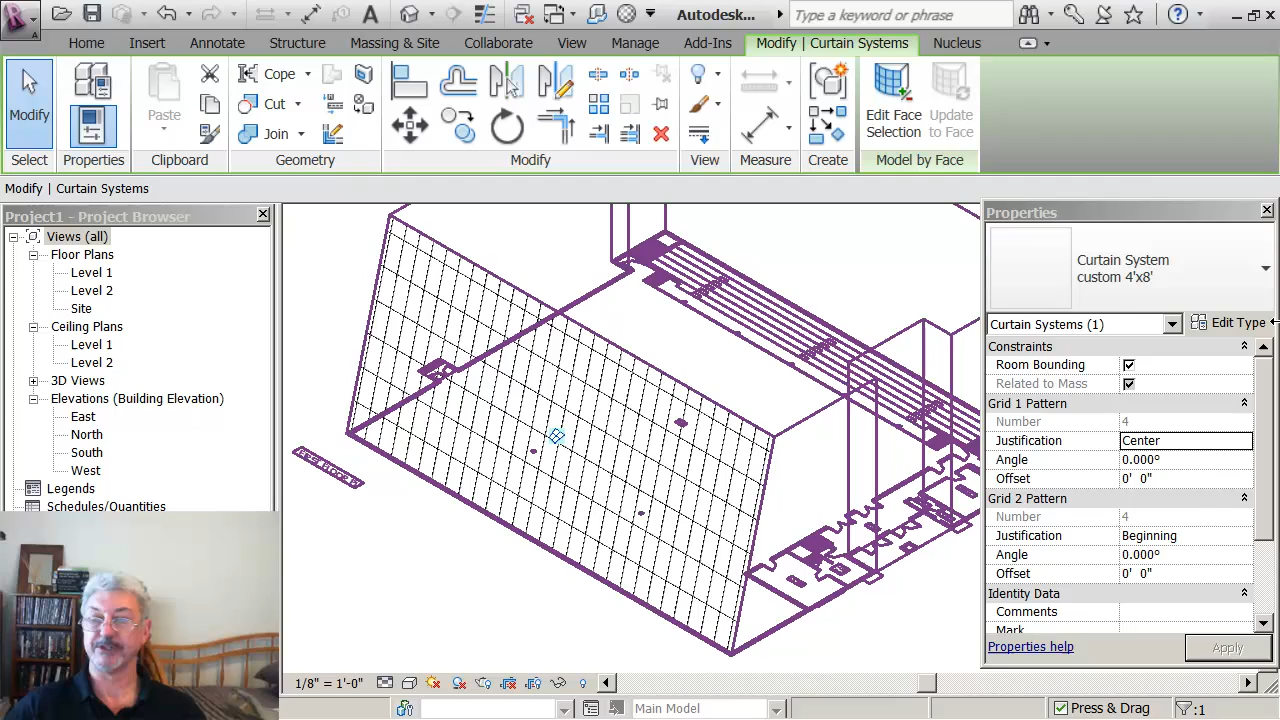 Autodesk...
Type a keyword or phrase
Home
Insert
Annotate
Structure
Massing & Site
Collaborate
View
Manage
Add-Ins
Modify | Curtain Systems
Nucleus
Modify
Paste
Cope
Cut
Join
Edit Face
Selection
Update
to Face
Select
Properties
Clipboard
Geometry
Modify
View
Measure
Create
Model by Face
Modify | Curtain Systems
Project1 - Project Browser
Views (all)
Floor Plans
Level 1
Level 2
Site
Ceiling Plans
Level 1
Level 2
3D Views
Elevations (Building Elevation)
East
North
South
West
Legends
Schedules/Quantities
Properties
Curtain System
custom 4'x8'
Curtain Systems (1)
Edit Type
Constraints
Room Bounding
Related to Mass
Grid 1 Pattern
Number 4
Justification Center
Angle 0.000°
Offset 0' 0"
Grid 2 Pattern
Number 4
Justification Beginning
Angle 0.000°
Offset 0' 0"
Identity Data
Comments
Mark
Properties help
Apply
1/8" = 1'-0"
Main Model
Press & Drag
:1